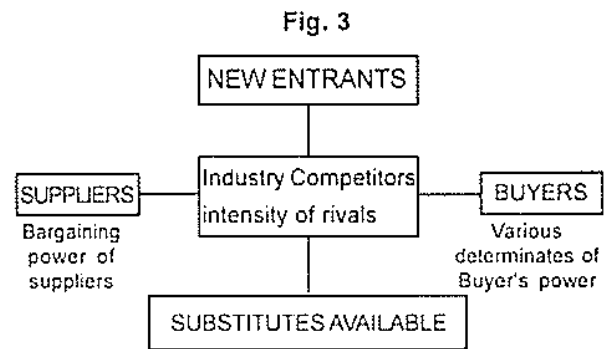 Fig. 3
NEW ENTRANTS
Industry Competitors
intensity of rivals
SUPPLIERS
Bargaining
power of
suppliers
BUYERS
Various
determinates of
Buyer's power
SUBSTITUTES AVAILABLE